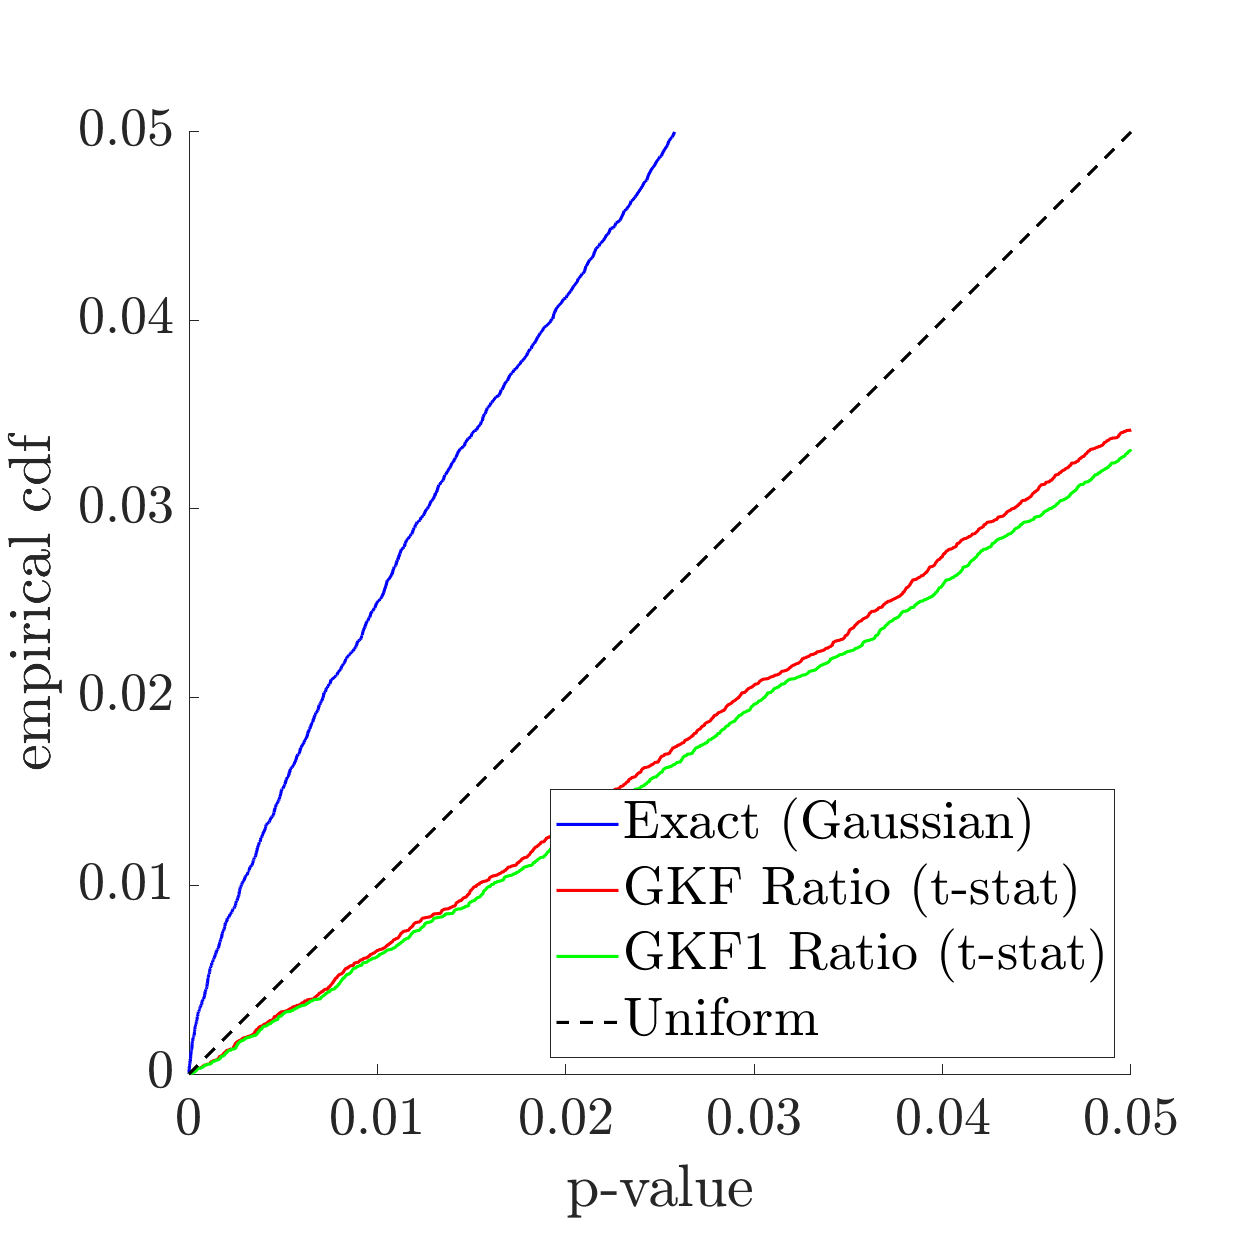 0.05
0.04
0.03
0.02
0.01
0
empirical cdf
Exact (Gaussian)
GKF Ratio (t-stat)
GKF1 Ratio (t-stat)
Uniform
0 0.01 0.02 0.03 0.04 0.05
p-value